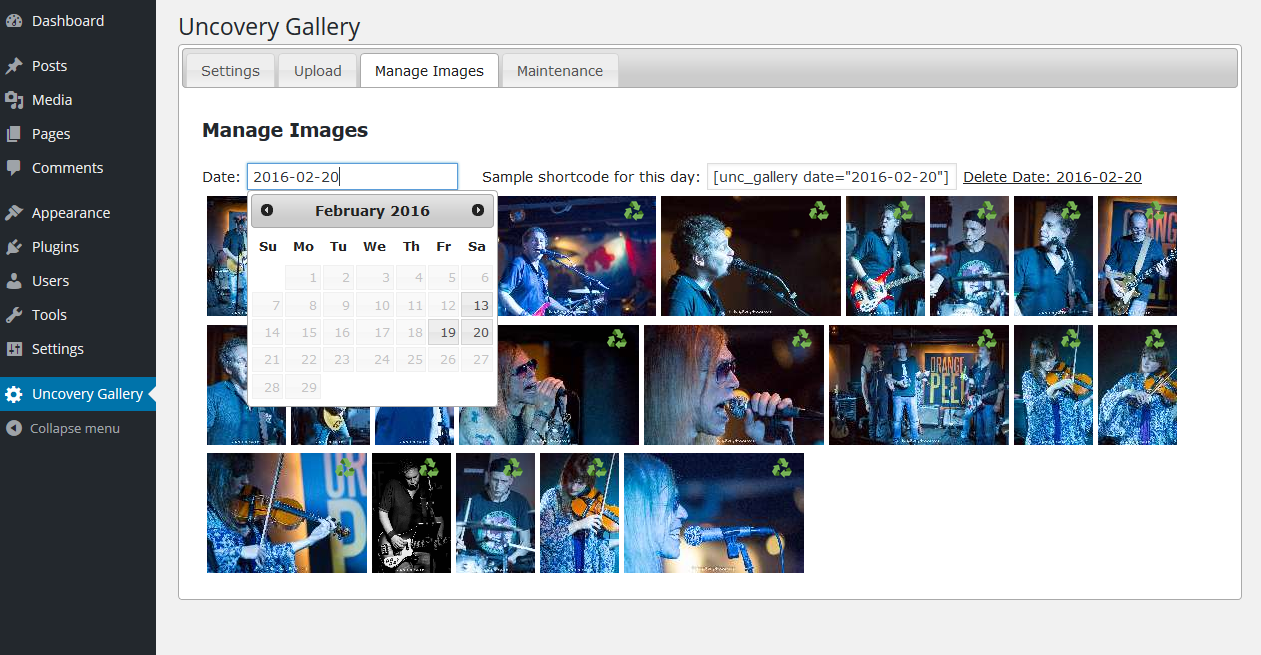 Dashboard
Posts
Media
Pages
Comments
Appearance
Plugins
Users
Tools
Settings
Uncovery Gallery
Collapse menu
Uncovery Gallery
Settings Upload Manage Images Maintenance
Manage Images
Date: 2016-02-20 Sample shortcode for this day: [unc_gallery date="2016-02-20"] Delete Date: 2016-02-20
February 2016
Su Mo Tu We Th Fr Sa
1 2 3 4 5 6
7 8 9 10 11 12 13
14 15 16 17 18 19 20
21 22 23 24 25 26 27
28 29
ORANGE
PEEL